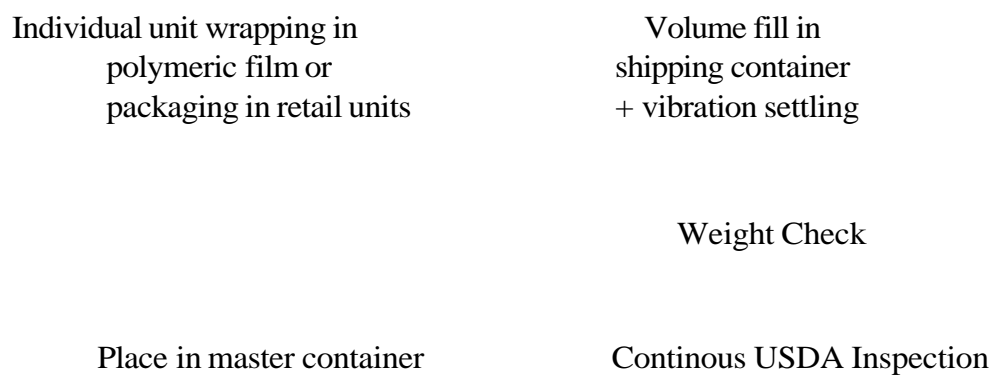 Individual unit wrapping in
polymeric film or
packaging in retail units
Volume fill in
shipping container
+ vibration settling
Weight Check
Place in master container
Continous USDA Inspection